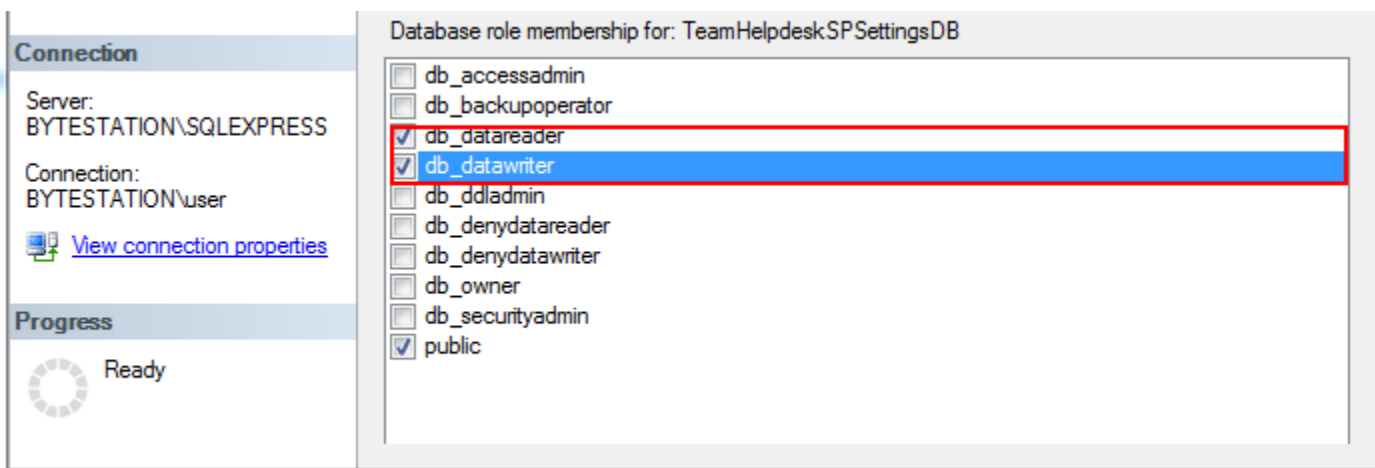 Connection
Server:
BYTESTATION\SQLEXPRESS
Connection:
BYTESTATION\user
View connection properties
Progress
Ready
Database role membership for: TeamHelpdeskSPSettingsDB
db_accessadmin
db_backupoperator
db_datareader
db_datawriter
db_ddladmin
db_denydatareader
db_denydatawriter
db_owner
db_securityadmin
public